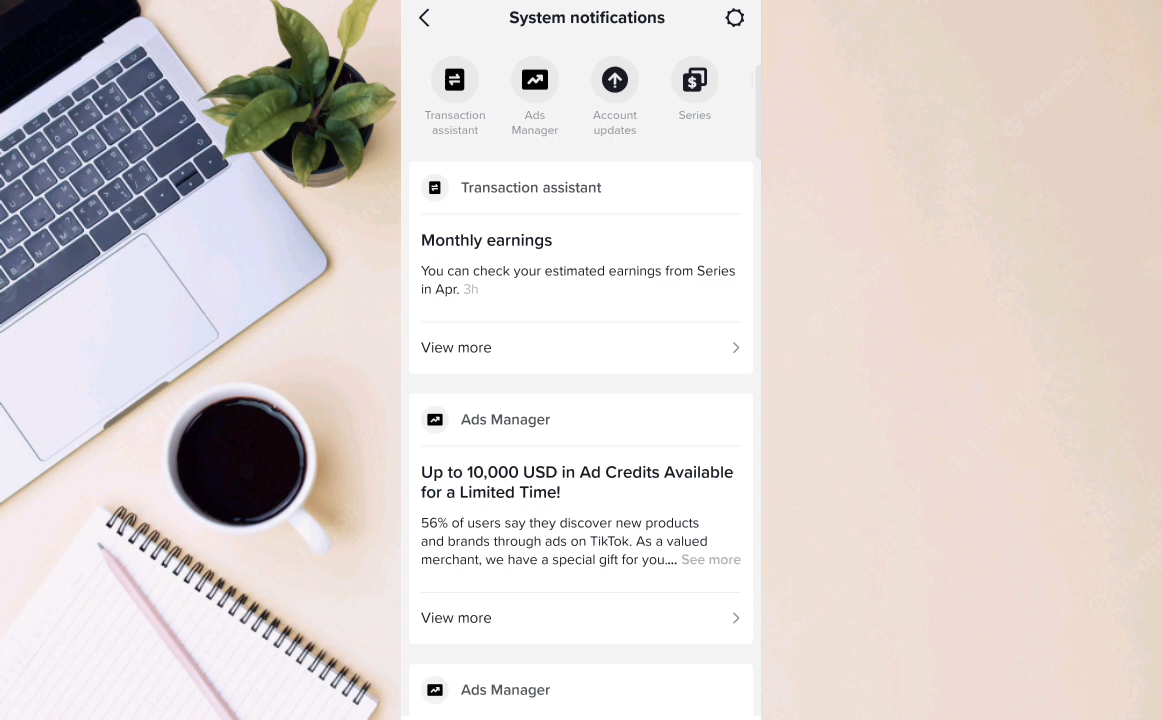 System notifications
Transaction
assistant
Ads
Manager
Account
updates
Series
Transaction assistant
Monthly earnings
You can check your estimated earnings from Series
in Apr. 3h
View more
Ads Manager
Up to 10,000 USD in Ad Credits Available
for a Limited Time!
56% of users say they discover new products
and brands through ads on TikTok. As a valued
merchant, we have a special gift for you.... See more
View more
Ads Manager